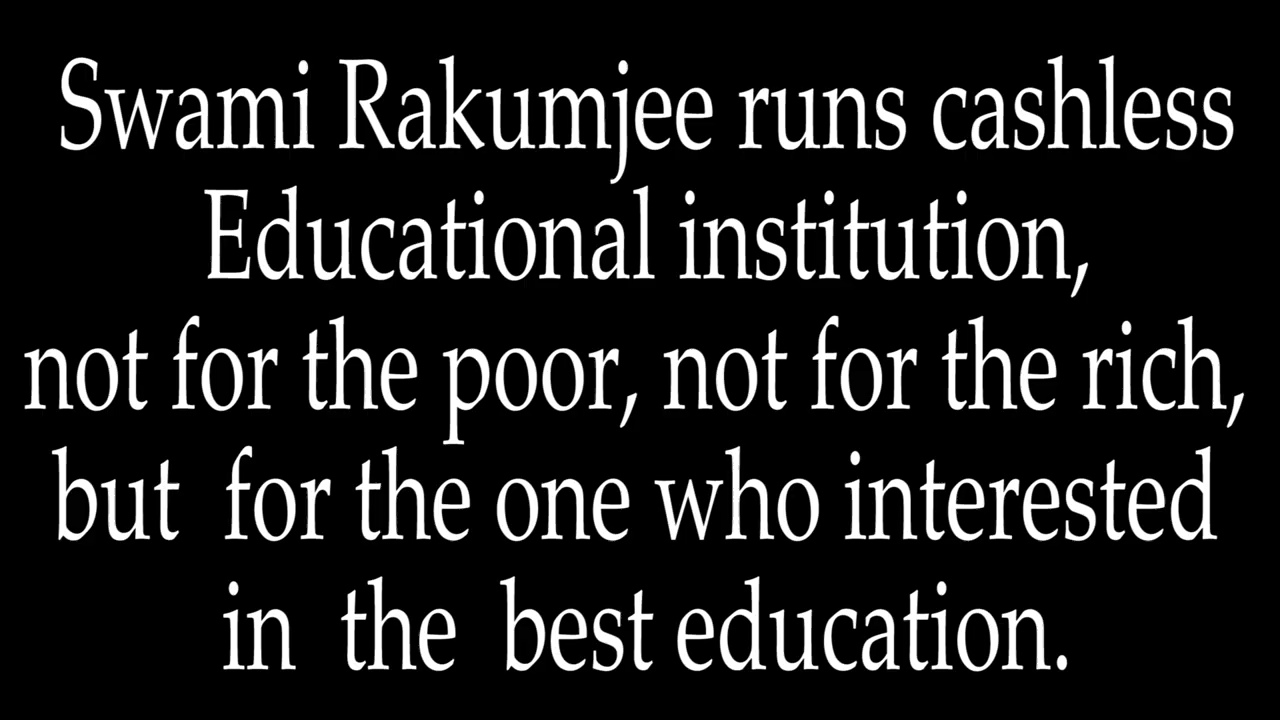 Swami Rakumjee runs cashless
Educational institution,
not for the poor, not for the rich,
but for the one who interested
in the best education.